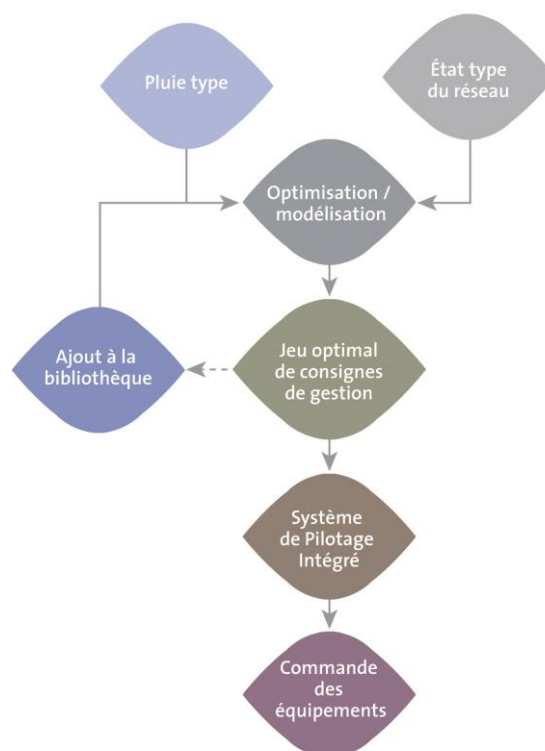 Pluie type
État type
du réseau
Optimisation /
modélisation
Ajout à la
bibliothèque
Jeu optimal
de consignes
de gestion
Système
de Pilotage
Intégré
Commande
des
équipements